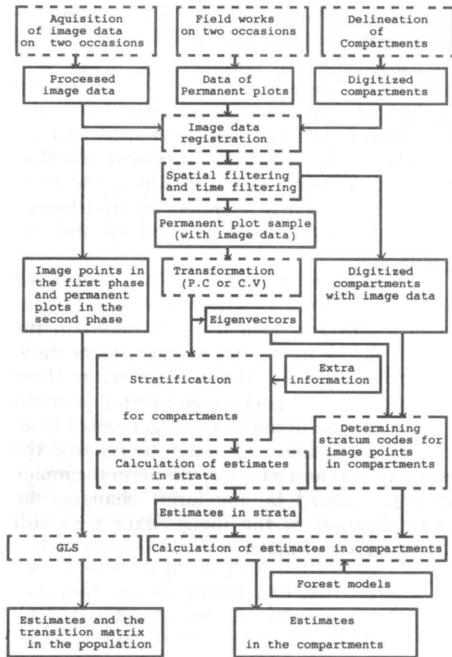 Aquisition
of image data
on two occasions
Field works
on two occasions
Delineation
of
Compartments
Processed
image data
Data of
Permanent plots
Digitized
compartments
Image data
registration
Spatial filtering
and time filtering
Permanent plot sample
(with image data)
Image points in
the first phase
and permanent
plots in the
second phase
Transformation
(P.C or C.V)
Digitized
compartments
with image data
Eigenvectors
Stratification
for compartments
Extra
information
Determining
stratum codes for
image points
in compartments
Calculation of
estimates
in strata
Estimates in strata
GLS
Calculation of estimates in compartments
Forest models
Estimates and the
transition matrix
in the population
Estimates
in the compartments